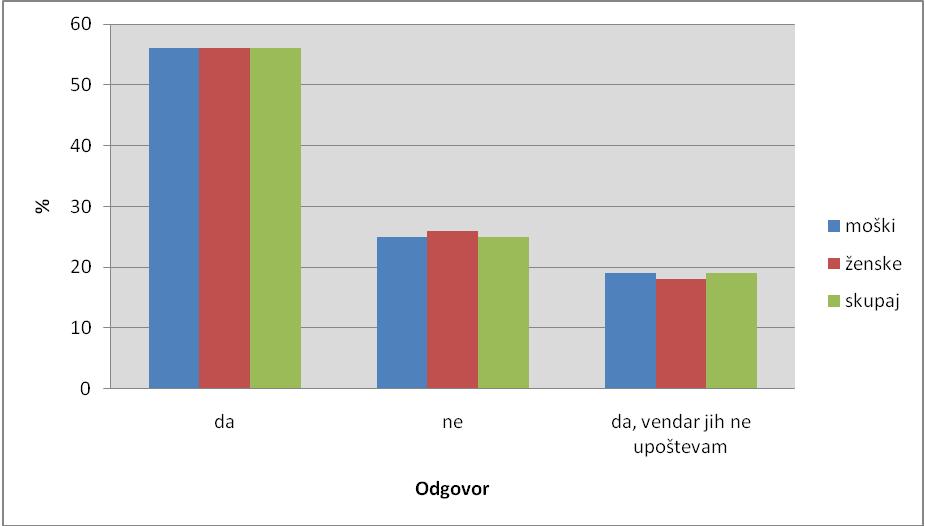 60
50
40
30
20
10
0
%
da
ne
da, vendar jih ne
upoštevam
Odgovor
moški
ženske
skupaj